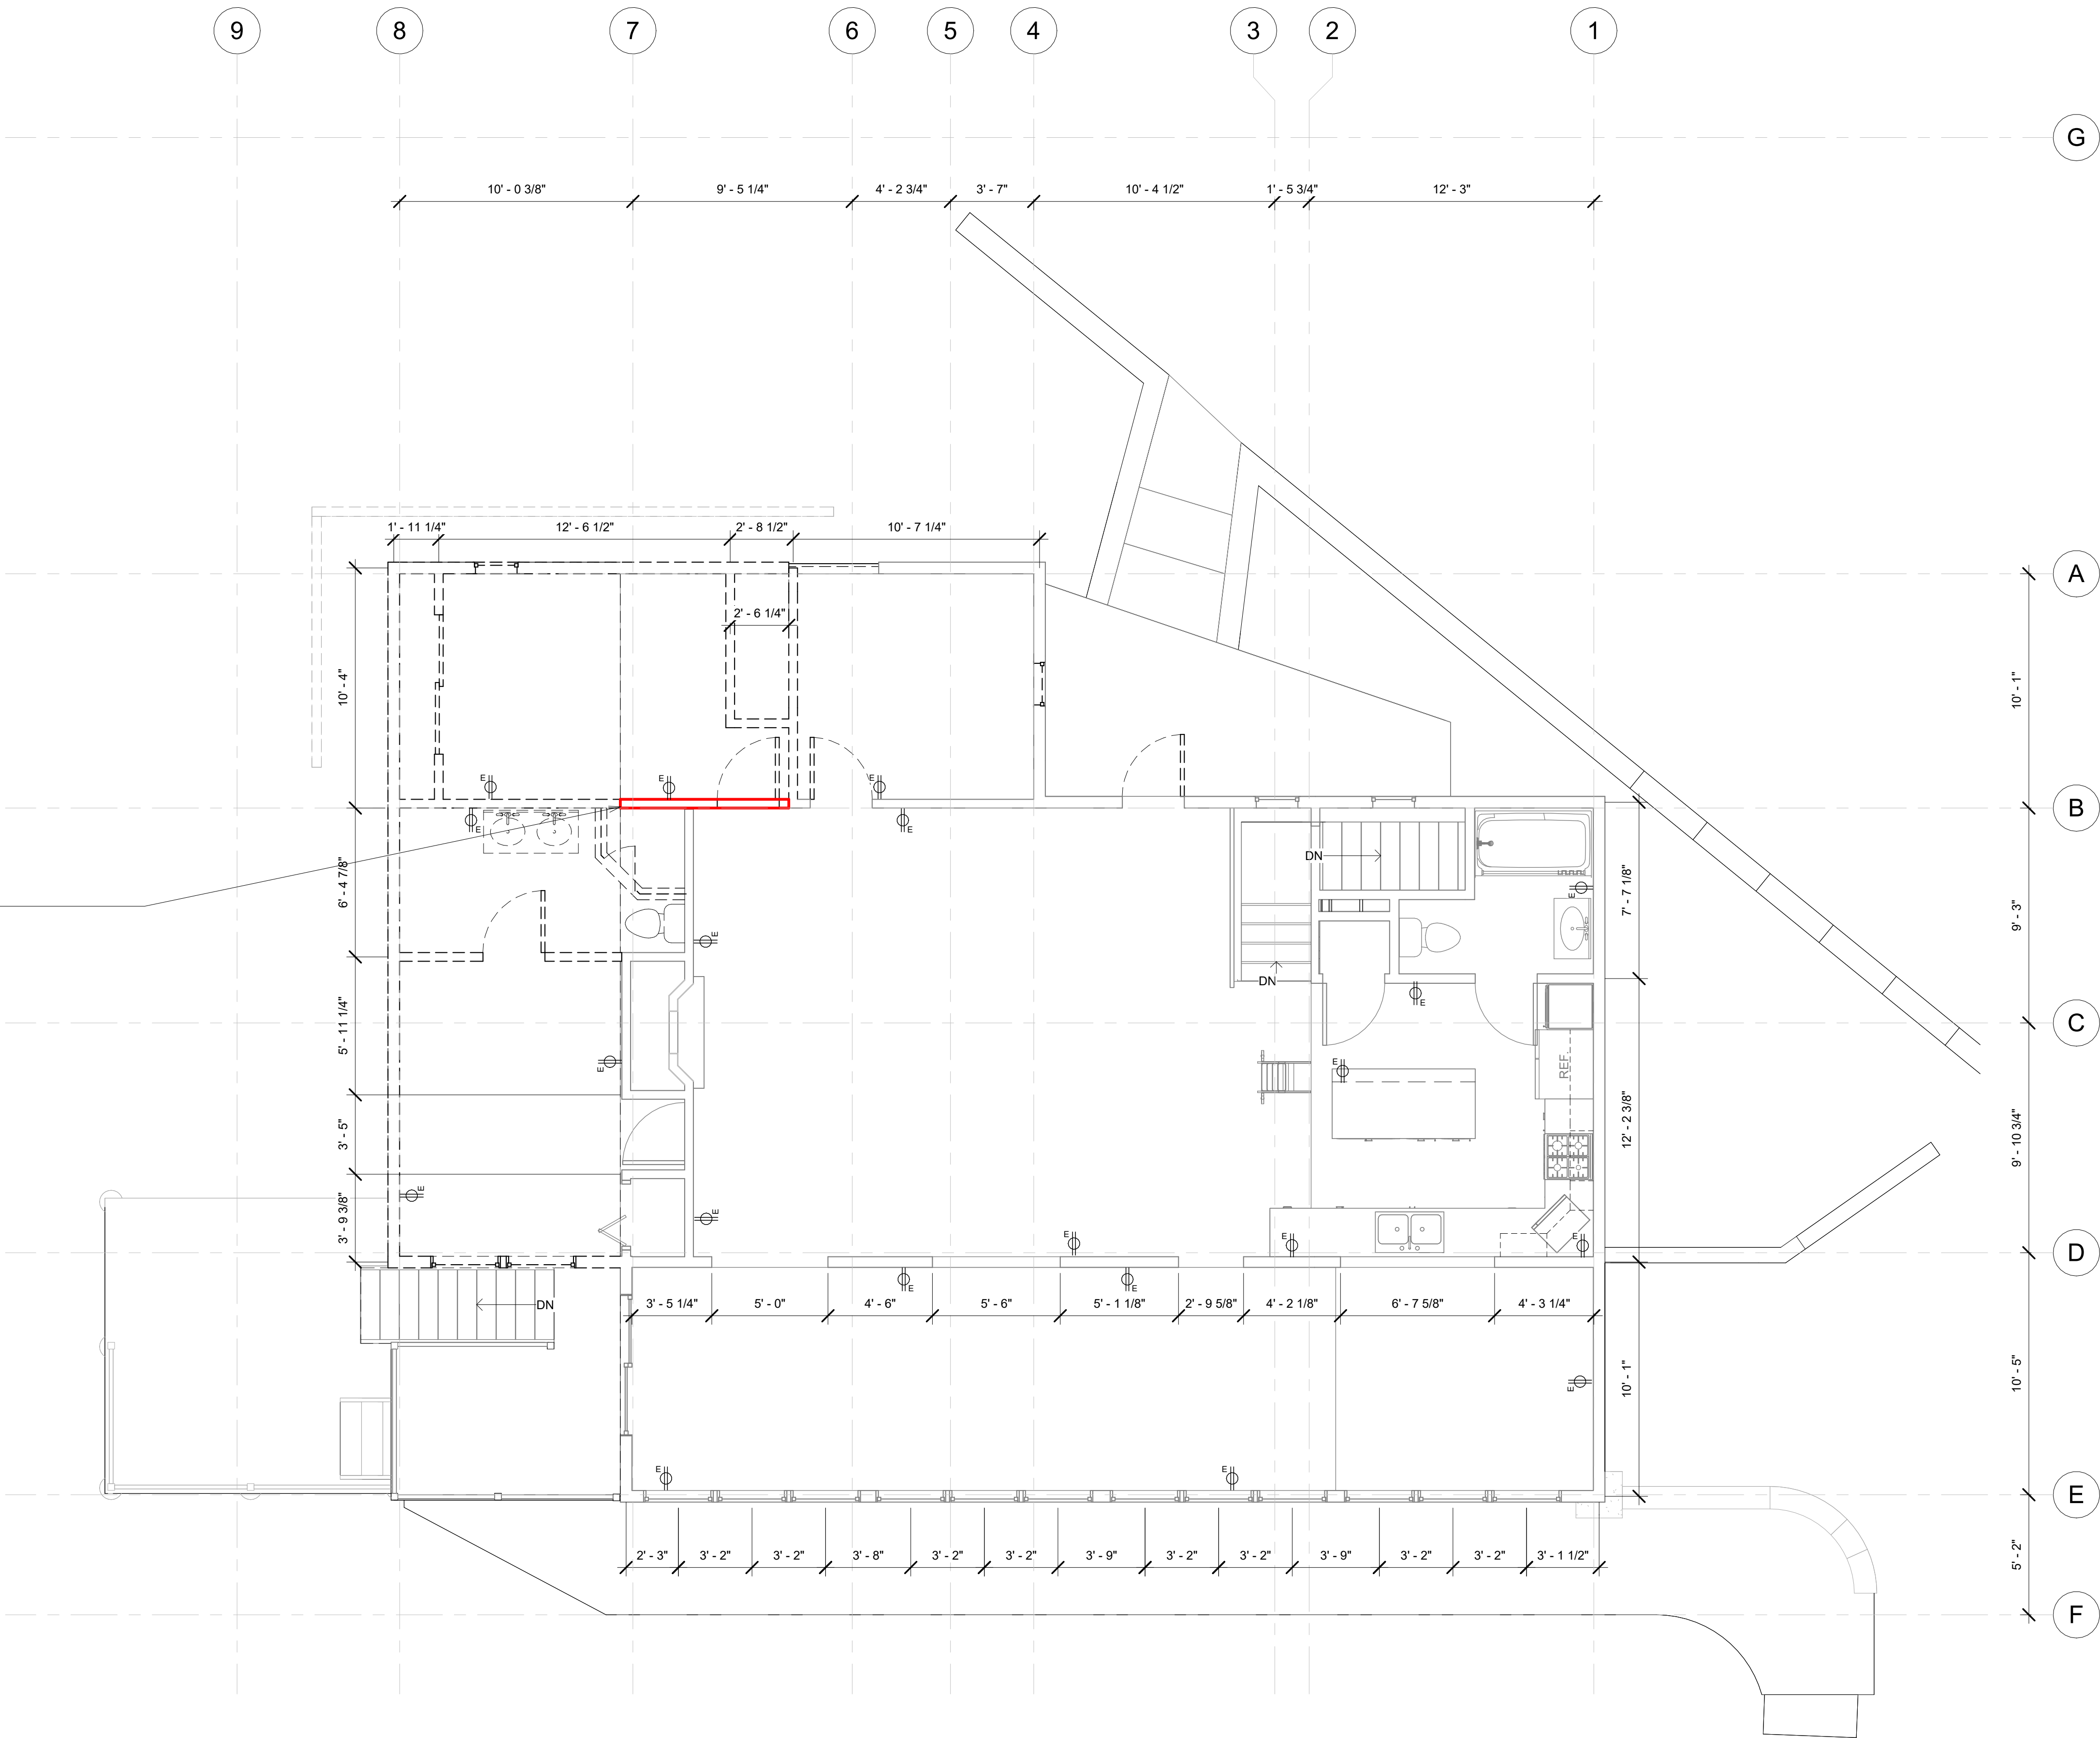 9 8 7 6 5 4 3 2 1
G
10' - 0 3/8" 9' - 5 1/4" 4' - 2 3/4" 3' - 7" 10' - 4 1/2" 1' - 5 3/4" 12' - 3"
1' - 11 1/4" 12' - 6 1/2" 2' - 8 1/2" 10' - 7 1/4"
A
2' - 6 1/4"
10' - 4"
10' - 1"
E E E
B
E E
DN
6' - 4 7/8"
7' - 7 1/8"
E
9' - 3"
E
DN
E
5' - 11 1/4"
C
E
E
REF.
3' - 5"
12' - 2 3/8"
9' - 10 3/4"
E
E
3' - 9 3/8"
E E E
D
E E
DN
3' - 5 1/4" 5' - 0" 4' - 6" 5' - 6" 5' - 1 1/8" 2' - 9 5/8" 4' - 2 1/8" 6' - 7 5/8" 4' - 3 1/4"
E
10' - 1"
10' - 5"
E E
E
2' - 3" 3' - 2" 3' - 2" 3' - 8" 3' - 2" 3' - 2" 3' - 9" 3' - 2" 3' - 2" 3' - 9" 3' - 2" 3' - 2" 3' - 1 1/2"
5' - 2"
F